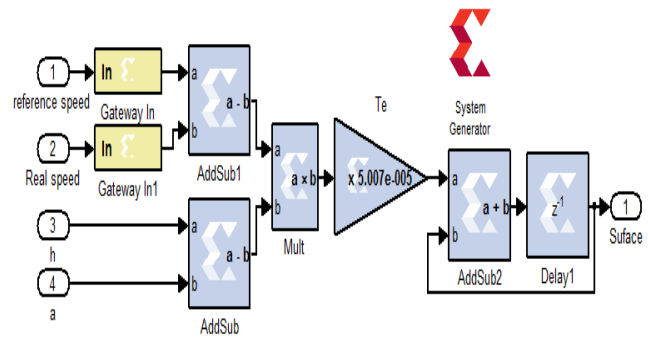 1
reference speed
In
Gateway In
2
Real speed
In
Gateway In1
a
b
a - b
AddSub1
3
h
4
a
a
b
a - b
AddSub
a
b
a × b
Mult
Te
x 5.007e-005
System
Generator
a
b
a + b
AddSub2
z-1
Delay1
1
Suface